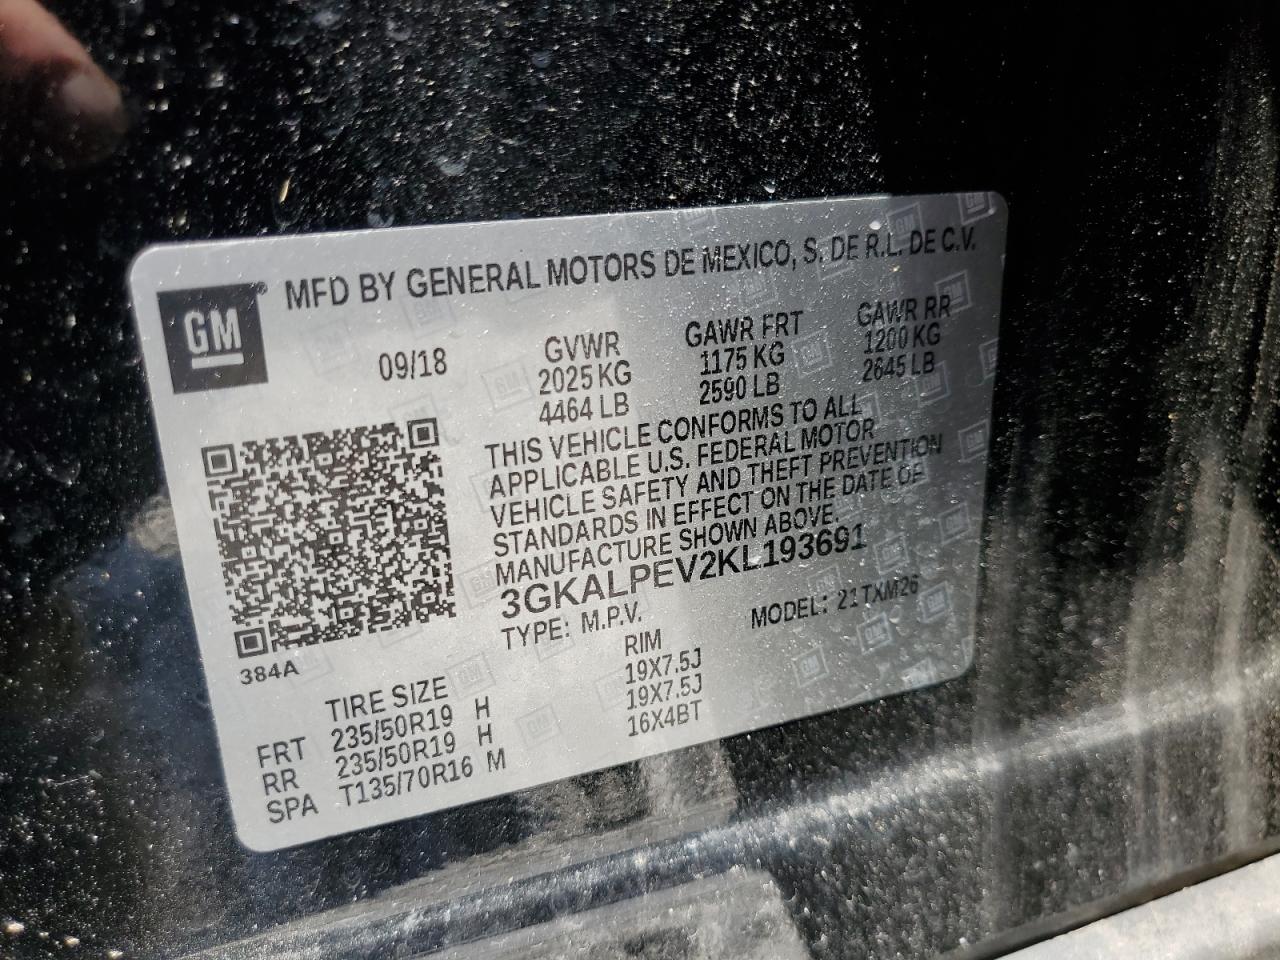 MFD BY GENERAL MOTORS DE MEXICO, S. DE R.L. DE C.V.
GM®
09/18
GVWR GAWR FRT GAWR RR
2025 KG 1175 KG 1200 KG
4464 LB 2590 LB 2645 LB
THIS VEHICLE CONFORMS TO ALL
APPLICABLE U.S. FEDERAL MOTOR
VEHICLE SAFETY AND THEFT PREVENTION
STANDARDS IN EFFECT ON THE DATE OF
MANUFACTURE SHOWN ABOVE.
3GKALPEV2KL193691
TYPE: M.P.V. MODEL: 21TXM26
384A
TIRE SIZE RIM
FRT 235/50R19 H 19X7.5J
RR 235/50R19 H 19X7.5J
SPA T135/70R16 M 16X4BT